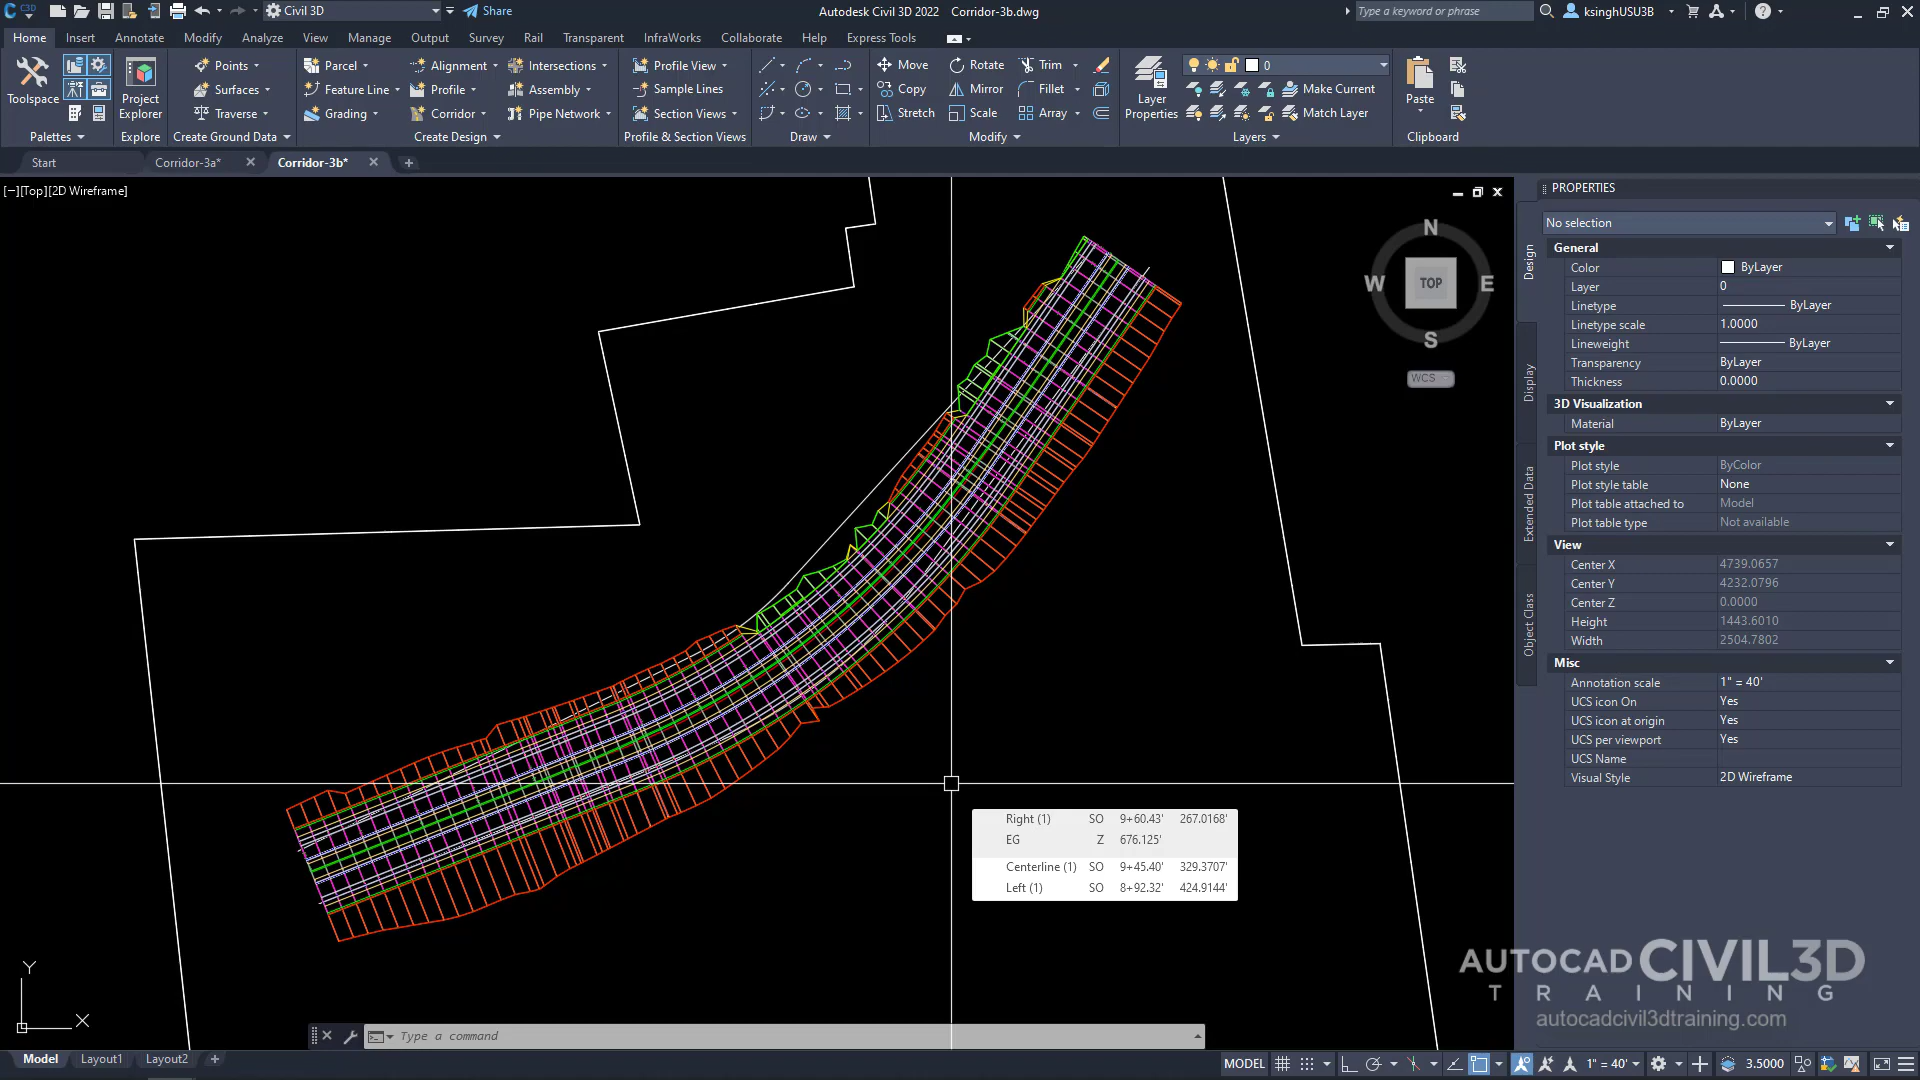 C3D
Civil 3D
Share
Autodesk Civil 3D 2022 Corridor-3b.dwg
Type a keyword or phrase
ksinghUSU3B
Home Insert Annotate Modify Analyze View Manage Output Survey Rail Transparent InfraWorks Collaborate Help Express Tools
Toolspace
Palettes
Project Explorer
Explore
Points
Surfaces
Traverse
Create Ground Data
Parcel
Feature Line
Grading
Alignment
Profile
Corridor
Intersections
Assembly
Pipe Network
Create Design
Profile View
Sample Lines
Section Views
Profile & Section Views
Draw
Move
Copy
Stretch
Rotate
Mirror
Scale
Trim
Fillet
Array
Modify
Layer Properties
0
Make Current
Match Layer
Layers
Paste
Clipboard
Start Corridor-3a* Corridor-3b*
[−][Top][2D Wireframe]
N
W TOP E
S
WCS
Right (1) SO 9+60.43' 267.0168'
EG Z 676.125'
Centerline (1) SO 9+45.40' 329.3707'
Left (1) SO 8+92.32' 424.9144'
Y
X
Type a command
PROPERTIES
No selection
Design
Display
Extended Data
Object Class
General
Color ByLayer
Layer 0
Linetype ByLayer
Linetype scale 1.0000
Lineweight ByLayer
Transparency ByLayer
Thickness 0.0000
3D Visualization
Material ByLayer
Plot style
Plot style ByColor
Plot style table None
Plot table attached to Model
Plot table type Not available
View
Center X 4739.0657
Center Y 4232.0796
Center Z 0.0000
Height 1443.6010
Width 2504.7802
Misc
Annotation scale 1" = 40'
UCS icon On Yes
UCS icon at origin Yes
UCS per viewport Yes
UCS Name
Visual Style 2D Wireframe
AUTOCAD CIVIL3D
TRAINING
autocadcivil3dtraining.com
Model Layout1 Layout2
MODEL 1" = 40' 3.5000